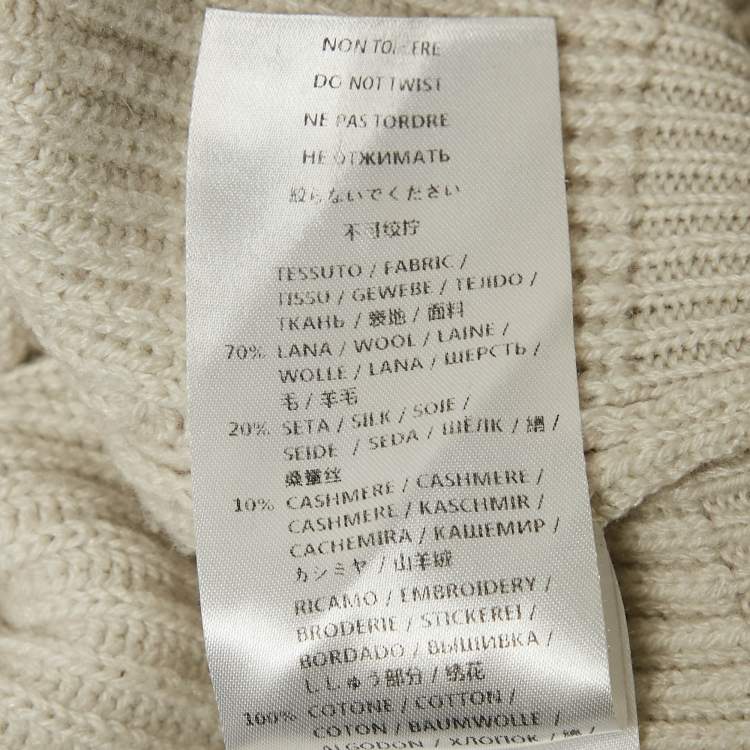 NON TORCERE
DO NOT TWIST
NE PAS TORDRE
НЕ ОТЖИМАТЬ
絞らないでください
不可绞拧
TESSUTO / FABRIC /
TISSU / GEWEBE / TEJIDO /
ТКАНЬ / 表地 / 面料
70% LANA / WOOL / LAINE /
WOLLE / LANA / ШЕРСТЬ /
毛 / 羊毛
20% SETA / SILK / SOIE /
SEIDE / SEDA / ШЁЛК / 絹 /
桑蚕丝
10% CASHMERE / CASHMERE /
CASHMERE / KASCHMIR /
CACHEMIRA / КАШЕМИР /
カシミヤ / 山羊绒
RICAMO / EMBROIDERY /
BRODERIE / STICKEREI /
BORDADO / ВЫШИВКА /
ししゅう部分 / 绣花
100% COTONE / COTTON /
COTON / BAUMWOLLE /
ALGODON / ХЛОПОК /